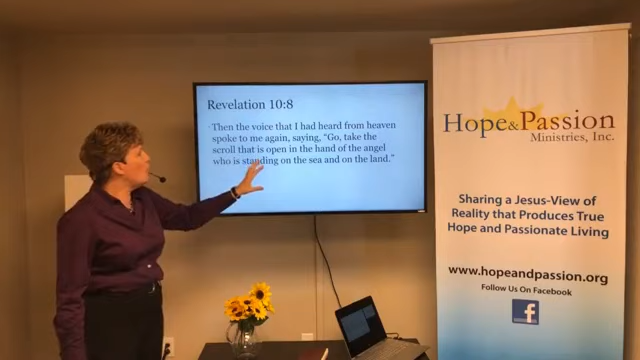 Revelation 10:8
Then the voice that I had heard from heaven
spoke to me again, saying, “Go, take the
scroll that is open in the hand of the angel
who is standing on the sea and on the land.”
Hope&Passion
Ministries, Inc.
Sharing a Jesus-View of
Reality that Produces True
Hope and Passionate Living
www.hopeandpassion.org
Follow Us On Facebook
f